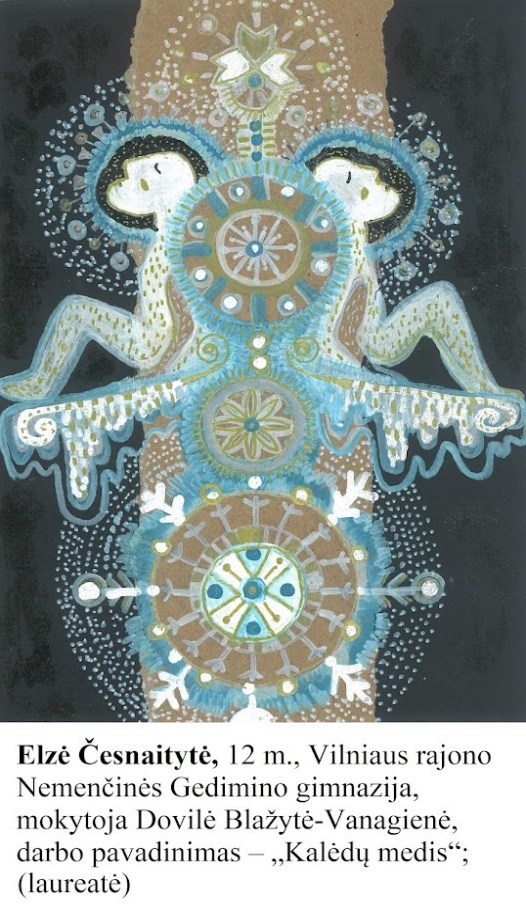 Elzė Česnaitytė, 12 m., Vilniaus rajono
Nemenčinės Gedimino gimnazija,
mokytoja Dovilė Blažytė-Vanagienė,
darbo pavadinimas – „Kalėdų medis“;
(laureatė)